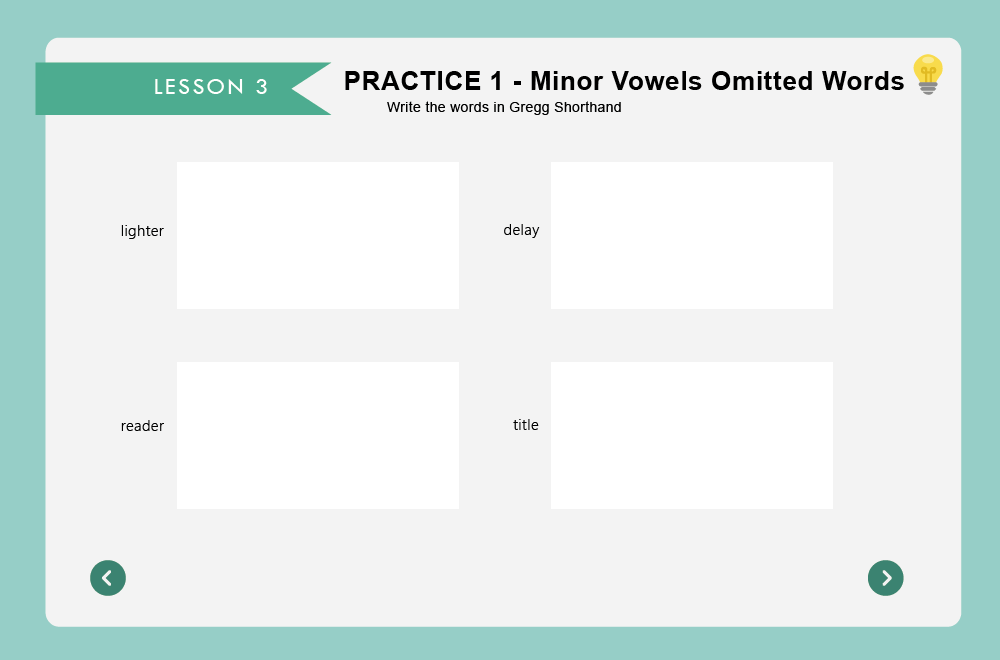 LESSON 3
PRACTICE 1 - Minor Vowels Omitted Words
Write the words in Gregg Shorthand
lighter
delay
reader
title